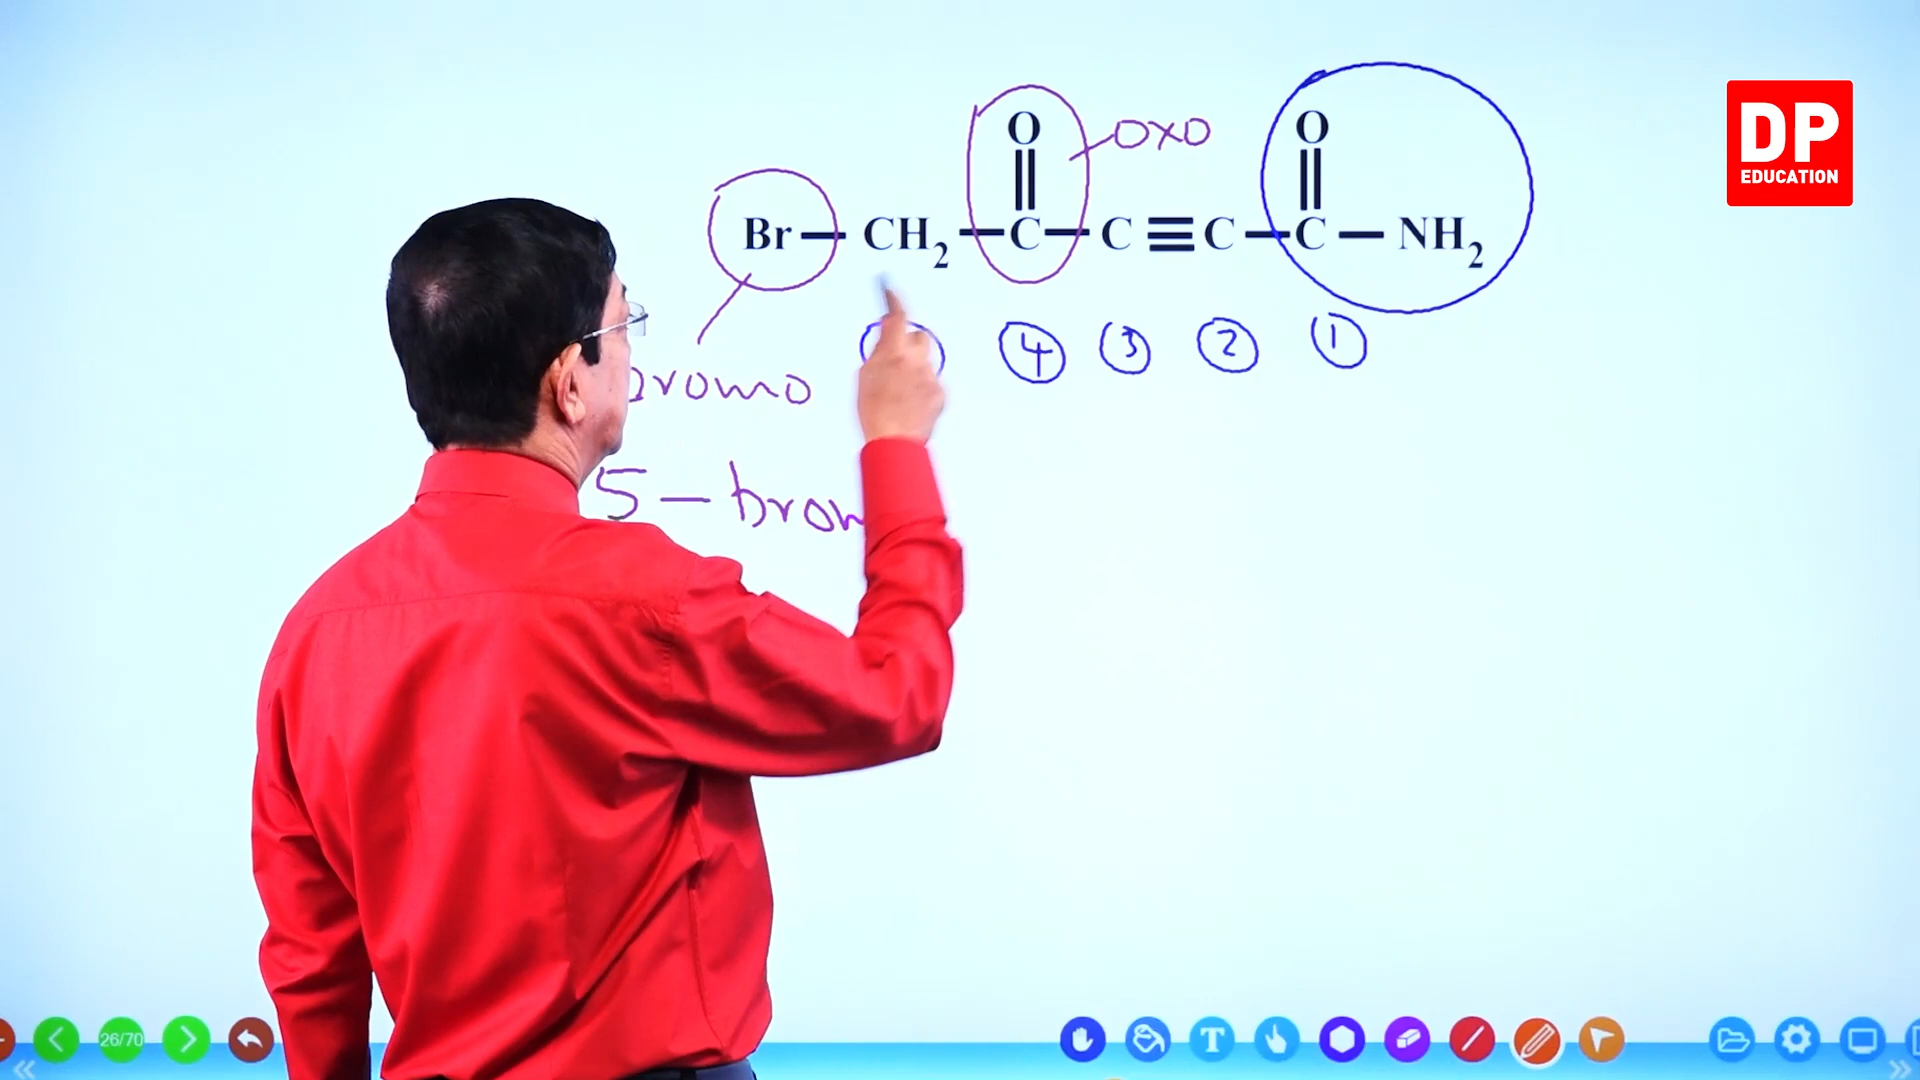 DP
EDUCATION
O O
oxo
Br—CH2—C—C≡C—C—NH2
④ ③ ② ①
bromo
5 – brom
26/70
T